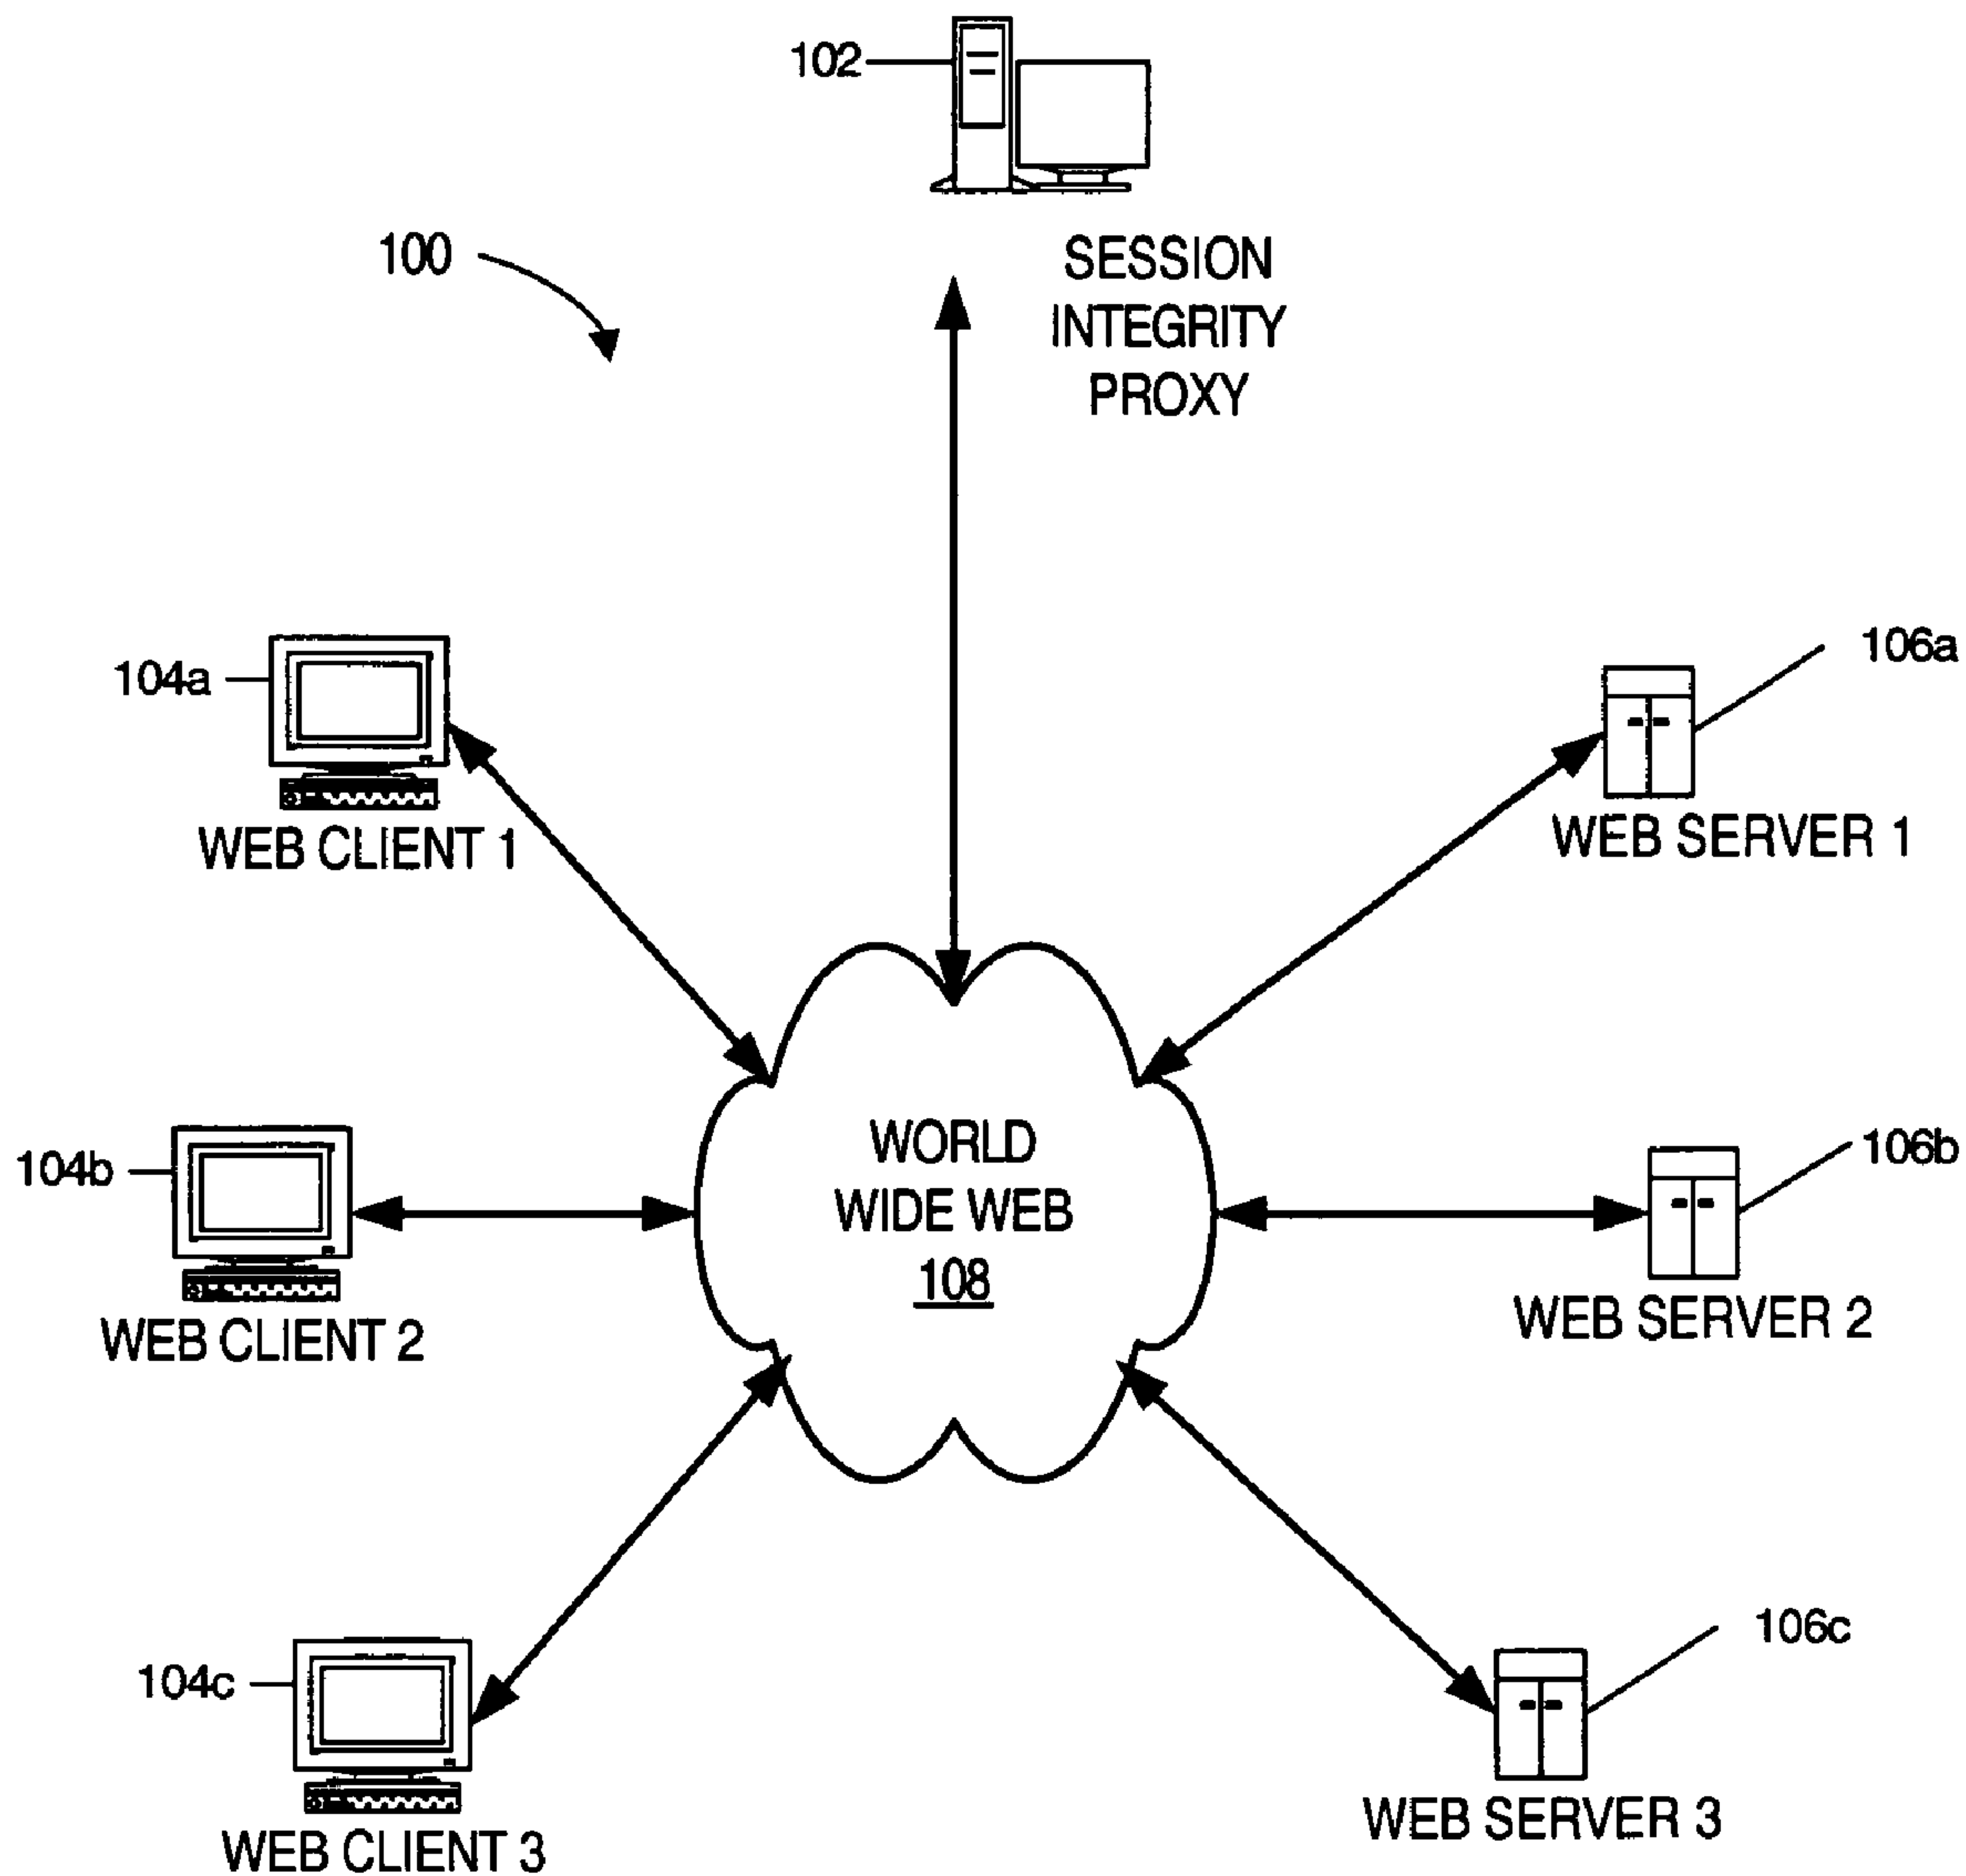 102
100
SESSION
INTEGRITY
PROXY
104a
106a
WEB CLIENT 1
WEB SERVER 1
104b
WORLD
WIDE WEB
108
106b
WEB CLIENT 2
WEB SERVER 2
104c
106c
WEB CLIENT 3
WEB SERVER 3